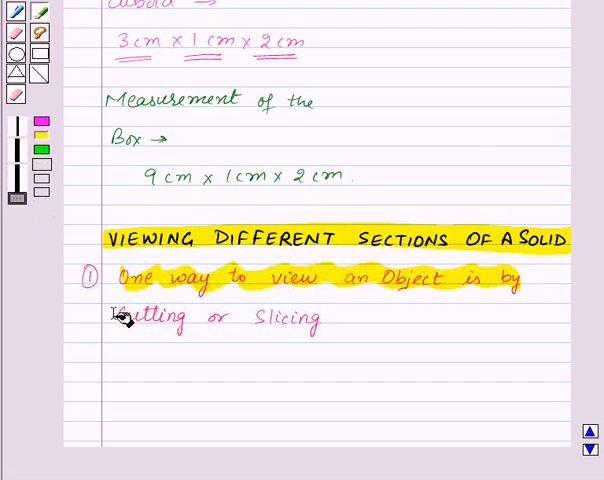 3cm x 1cm x 2cm
Measurement of the
Box →
9cm x 1cm x 2cm.
VIEWING DIFFERENT SECTIONS OF A SOLID
① One way to view an Object is by
Cutting or Slicing